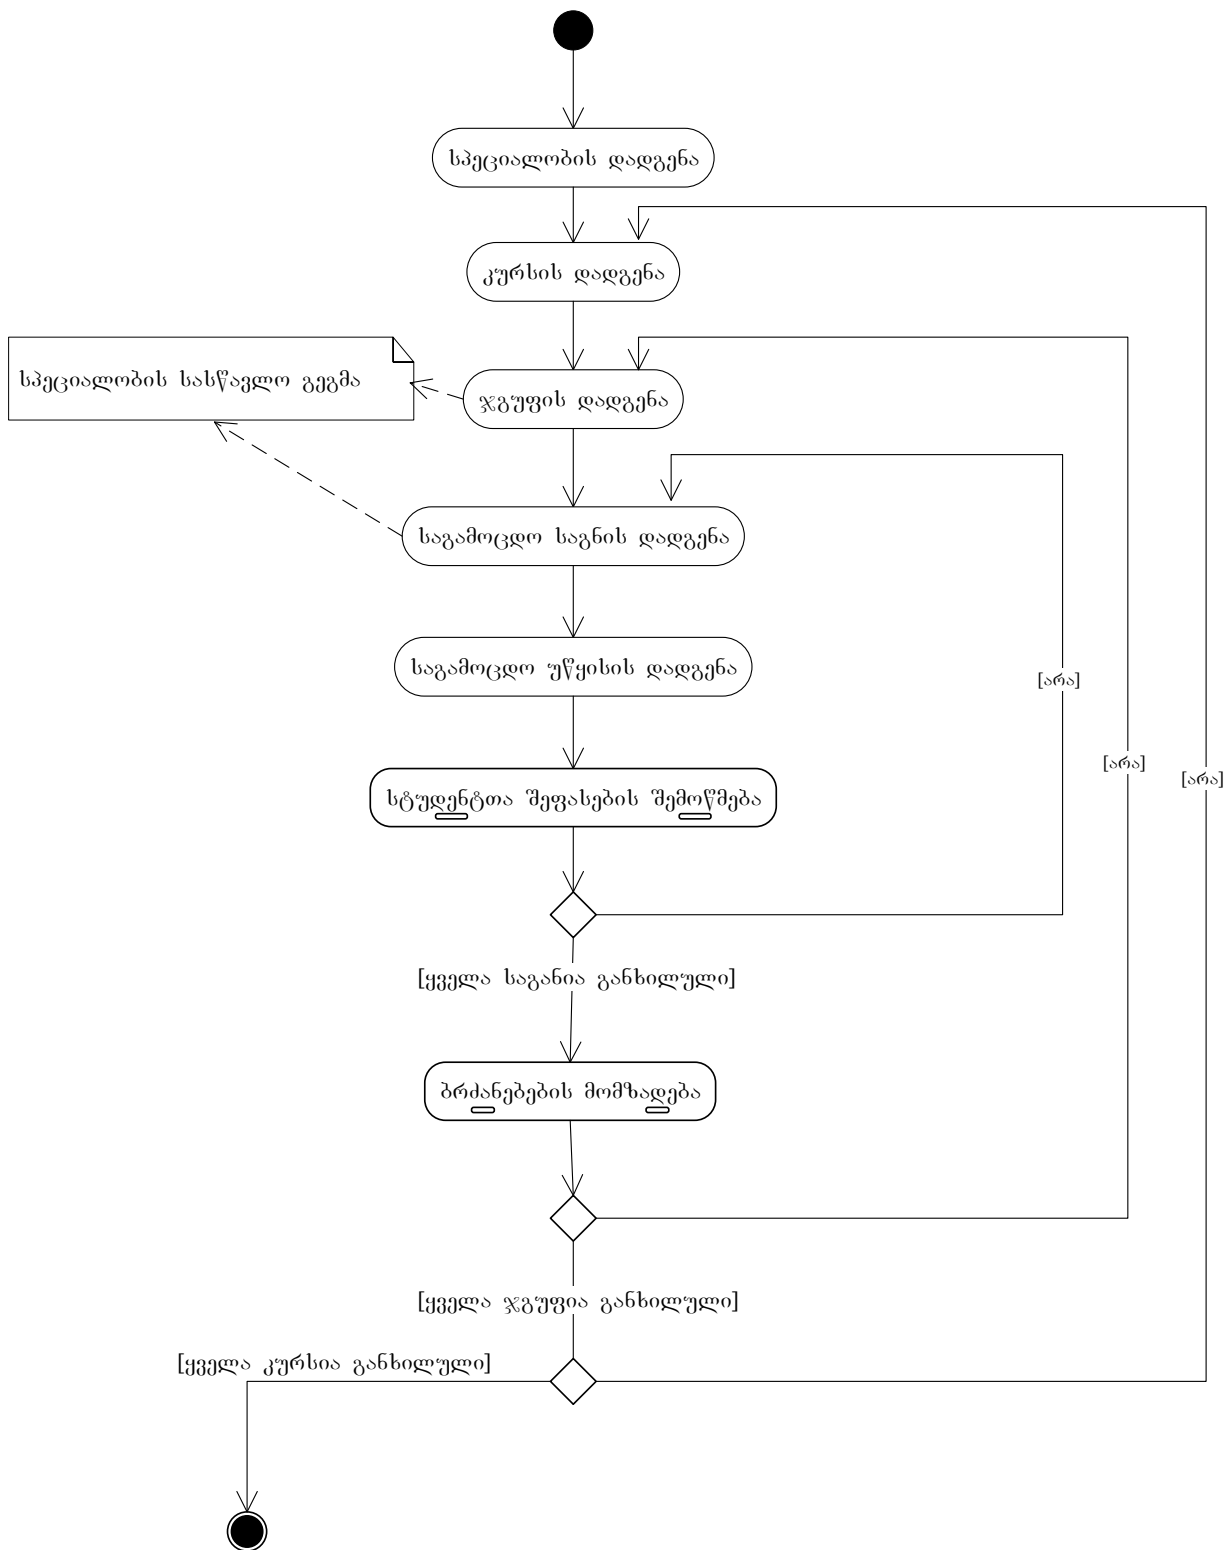 სპეციალობის დადგენა
კურსის დადგენა
სპეციალობის სასწავლო გეგმა
ჯგუფის დადგენა
საგამოცდო საგნის დადგენა
საგამოცდო უწყისის დადგენა
[არა]
[არა]
[არა]
სტუდენტთა შეფასების შემოწმება
[ყველა საგანია განხილული]
ბრძანებების მომზადება
[ყველა ჯგუფია განხილული]
[ყველა კურსია განხილული]